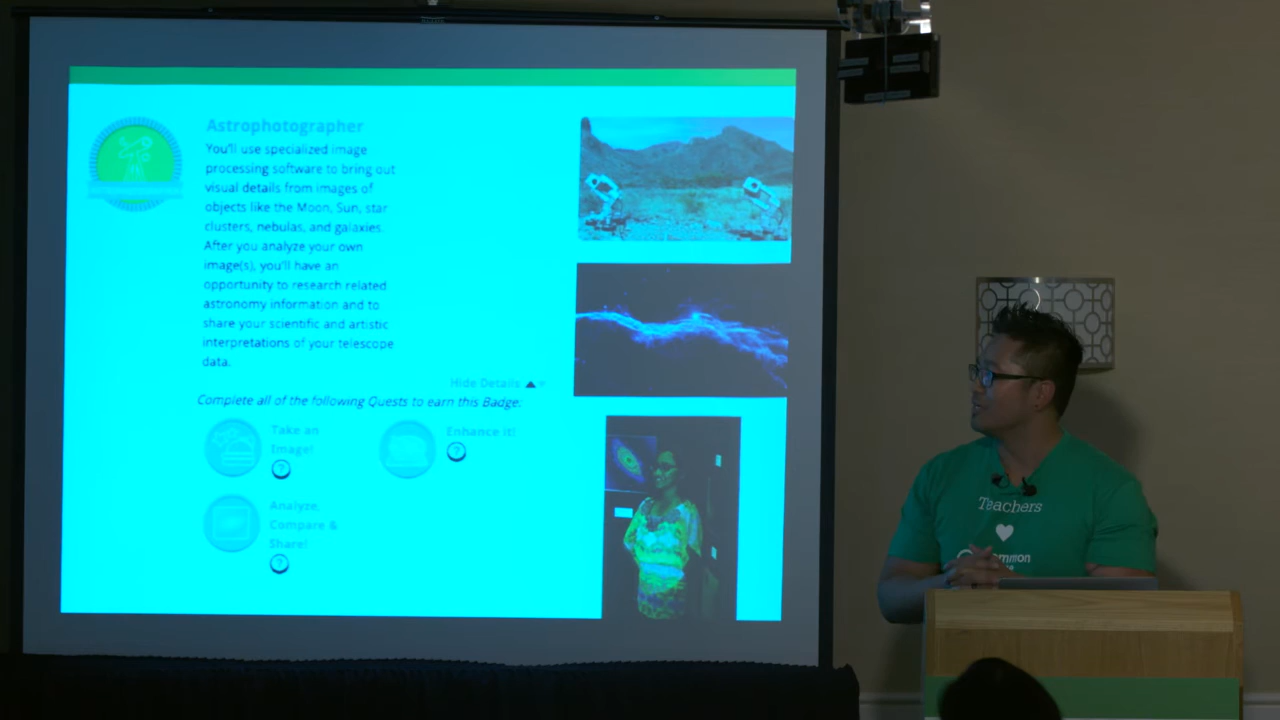 Astrophotographer
You'll use specialized image
processing software to bring out
visual details from images of
objects like the Moon, Sun, star
clusters, nebulas, and galaxies.
After you analyze your own
image(s), you'll have an
opportunity to research related
astronomy information and to
share your scientific and artistic
interpretations of your telescope
data.
Hide Details
Complete all of the following Quests to earn this Badge:
Take an
Image!
?
Enhance it!
?
Analyze,
Compare &
Share!
?
Teachers